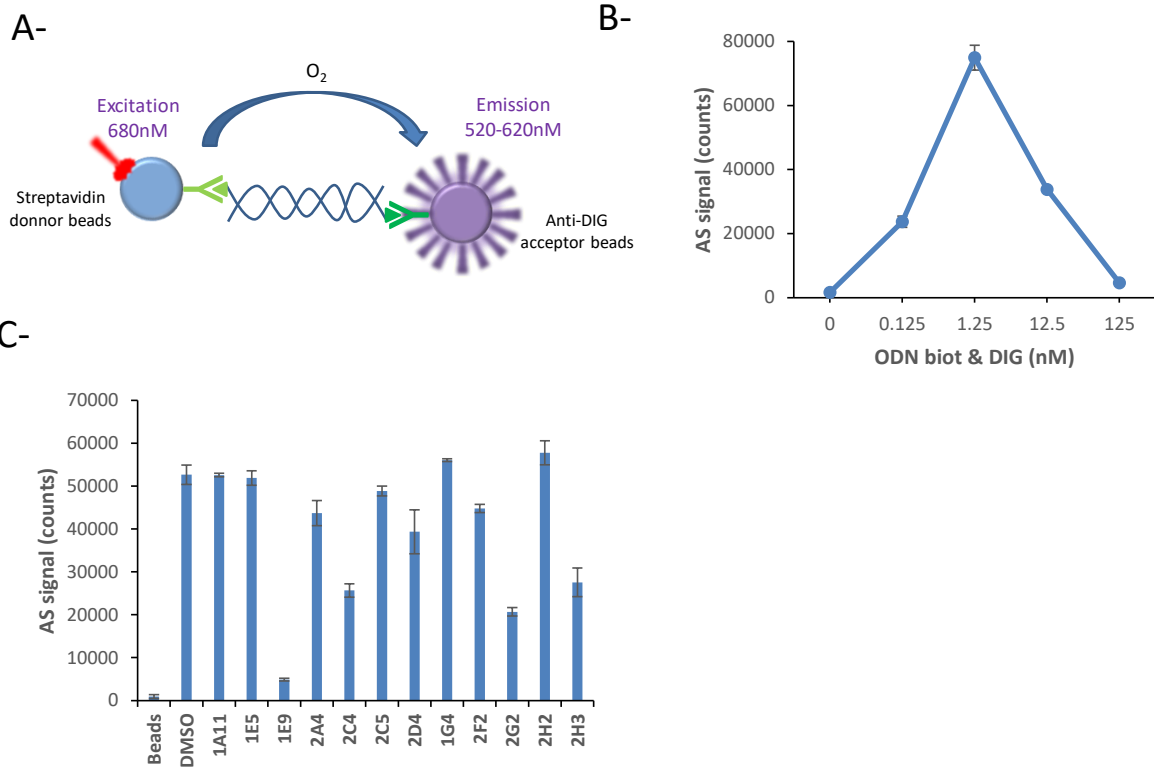 A-
O2
Excitation
680nM
Emission
520-620nM
Streptavidin
donnor beads
Anti-DIG
acceptor beads
B-
AS signal (counts)
80000
60000
40000
20000
0
0 0.125 1.25 12.5 125
ODN biot & DIG (nM)
C-
AS signal (counts)
70000
60000
50000
40000
30000
20000
10000
0
Beads
DMSO
1A11
1E5
1E9
2A4
2C4
2C5
2D4
1G4
2F2
2G2
2H2
2H3